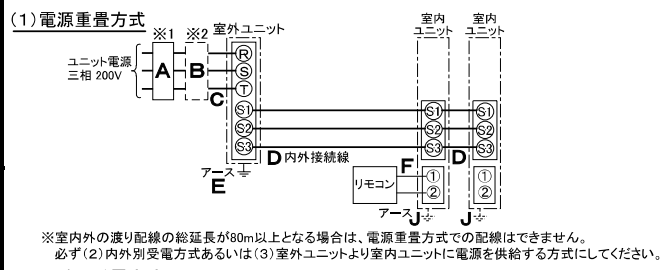 (1)電源重畳方式
※1 ※2 室外ユニット 室内ユニット 室内ユニット
ユニット電源
三相 200V
A B C
R
S
T
S1 S1 S1
S2 S2 S2
S3 S3 S3
D 内外接続線 D
アース
E
F
リモコン
① ②
① ②
アース J J
※室内外の渡り配線の総延長が80m以上となる場合は、電源重畳方式での配線はできません。
必ず(2)内外別受電方式あるいは(3)室外ユニットより室内ユニットに電源を供給する方式にしてください。